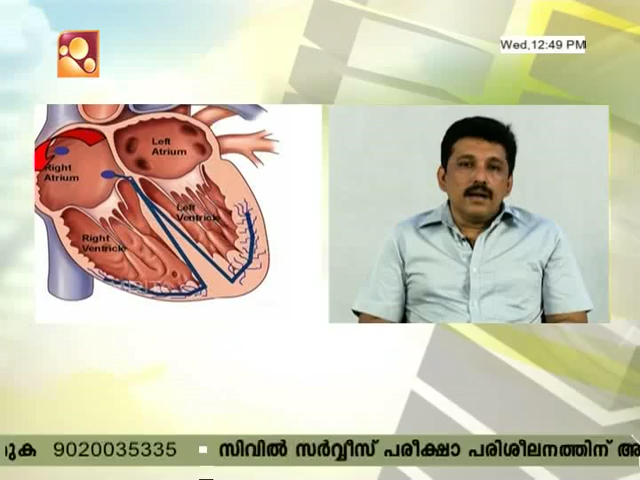 Wed,12:49 PM
Left
Atrium
Right
Atrium
Left
Ventricle
Right
Ventricle
9020035335 സിവിൽ സർവ്വീസ് പരീക്ഷാ പരിശീലനത്തിന്